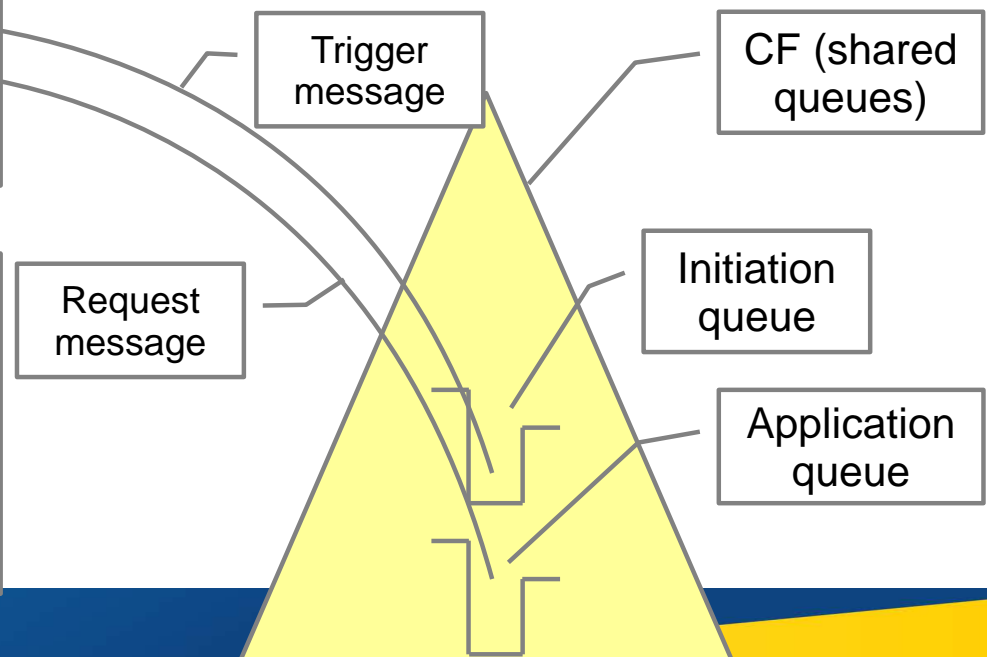 Trigger
message
CF (shared
queues)
Request
message
Initiation
queue
Application
queue